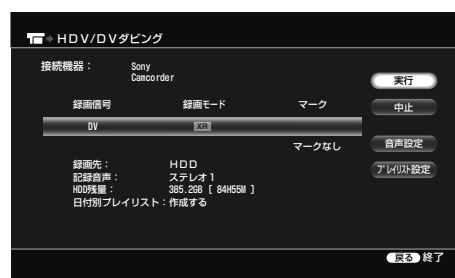 HDV/DVダビング
接続機器： Sony
Camcorder
実行
録画信号 録画モード マーク
中止
DV XR
マークなし
音声設定
録画先： HDD
プレイリスト設定
記録音声： ステレオ1
HDD残量： 385.2GB [ 84H55M ]
日付別プレイリスト：作成する
戻る 終了